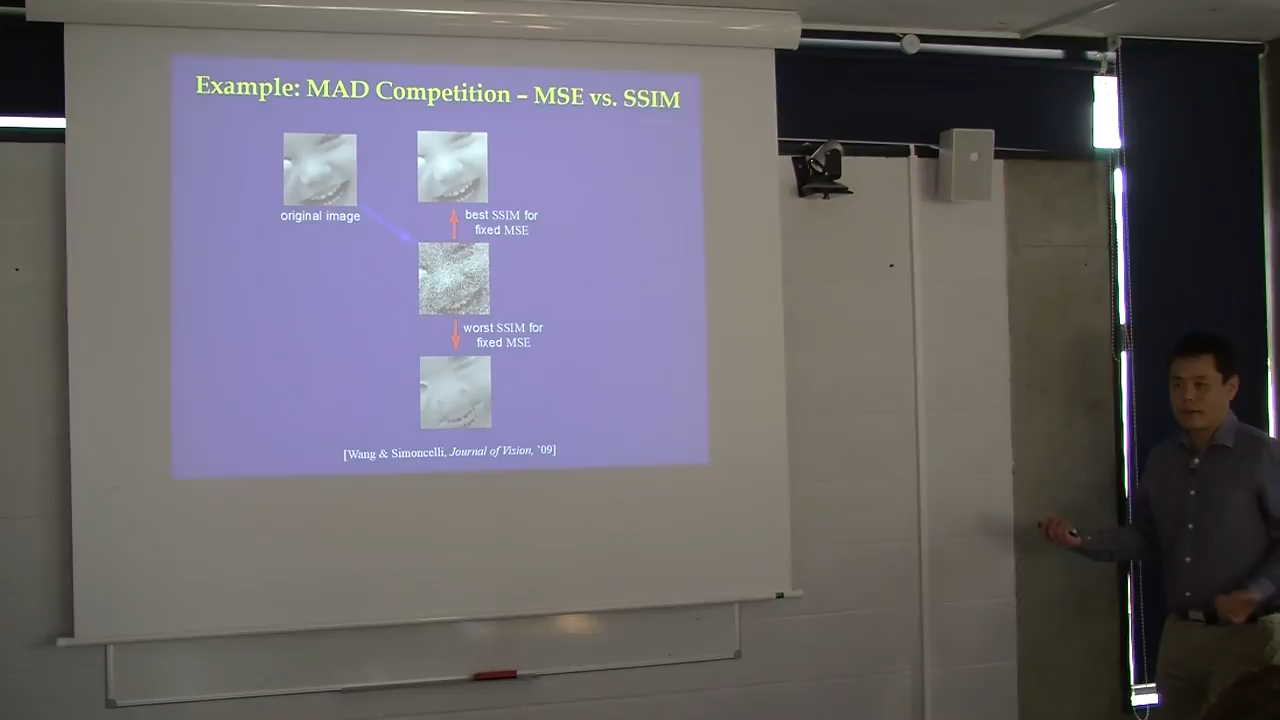 Example: MAD Competition – MSE vs. SSIM
original image
best SSIM for
fixed MSE
worst SSIM for
fixed MSE
[Wang & Simoncelli, Journal of Vision, '09]